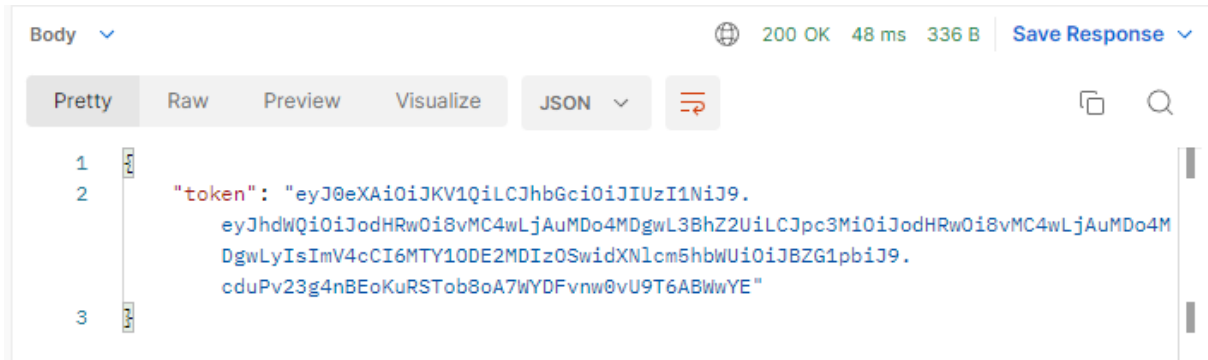 Body
200 OK 48 ms 336 B Save Response
Pretty Raw Preview Visualize JSON
1 {
2 "token": "eyJ0eXAiOiJKV1QiLCJhbGciOiJIUzI1NiJ9.
eyJhdWQiOiJodHRwOi8vMC4wLjAuMDo4MDgwL3BhZ2UiLCJpc3MiOiJodHRwOi8vMC4wLjAuMDo4M
DgwLyIsImV4cCI6MTY1ODE2MDIzOSwidXNlcm5hbWUiOiJBZG1pbiJ9.
cduPv23g4nBEoKuRSTob8oA7WYDFvnw0vU9T6ABWwYE"
3 }